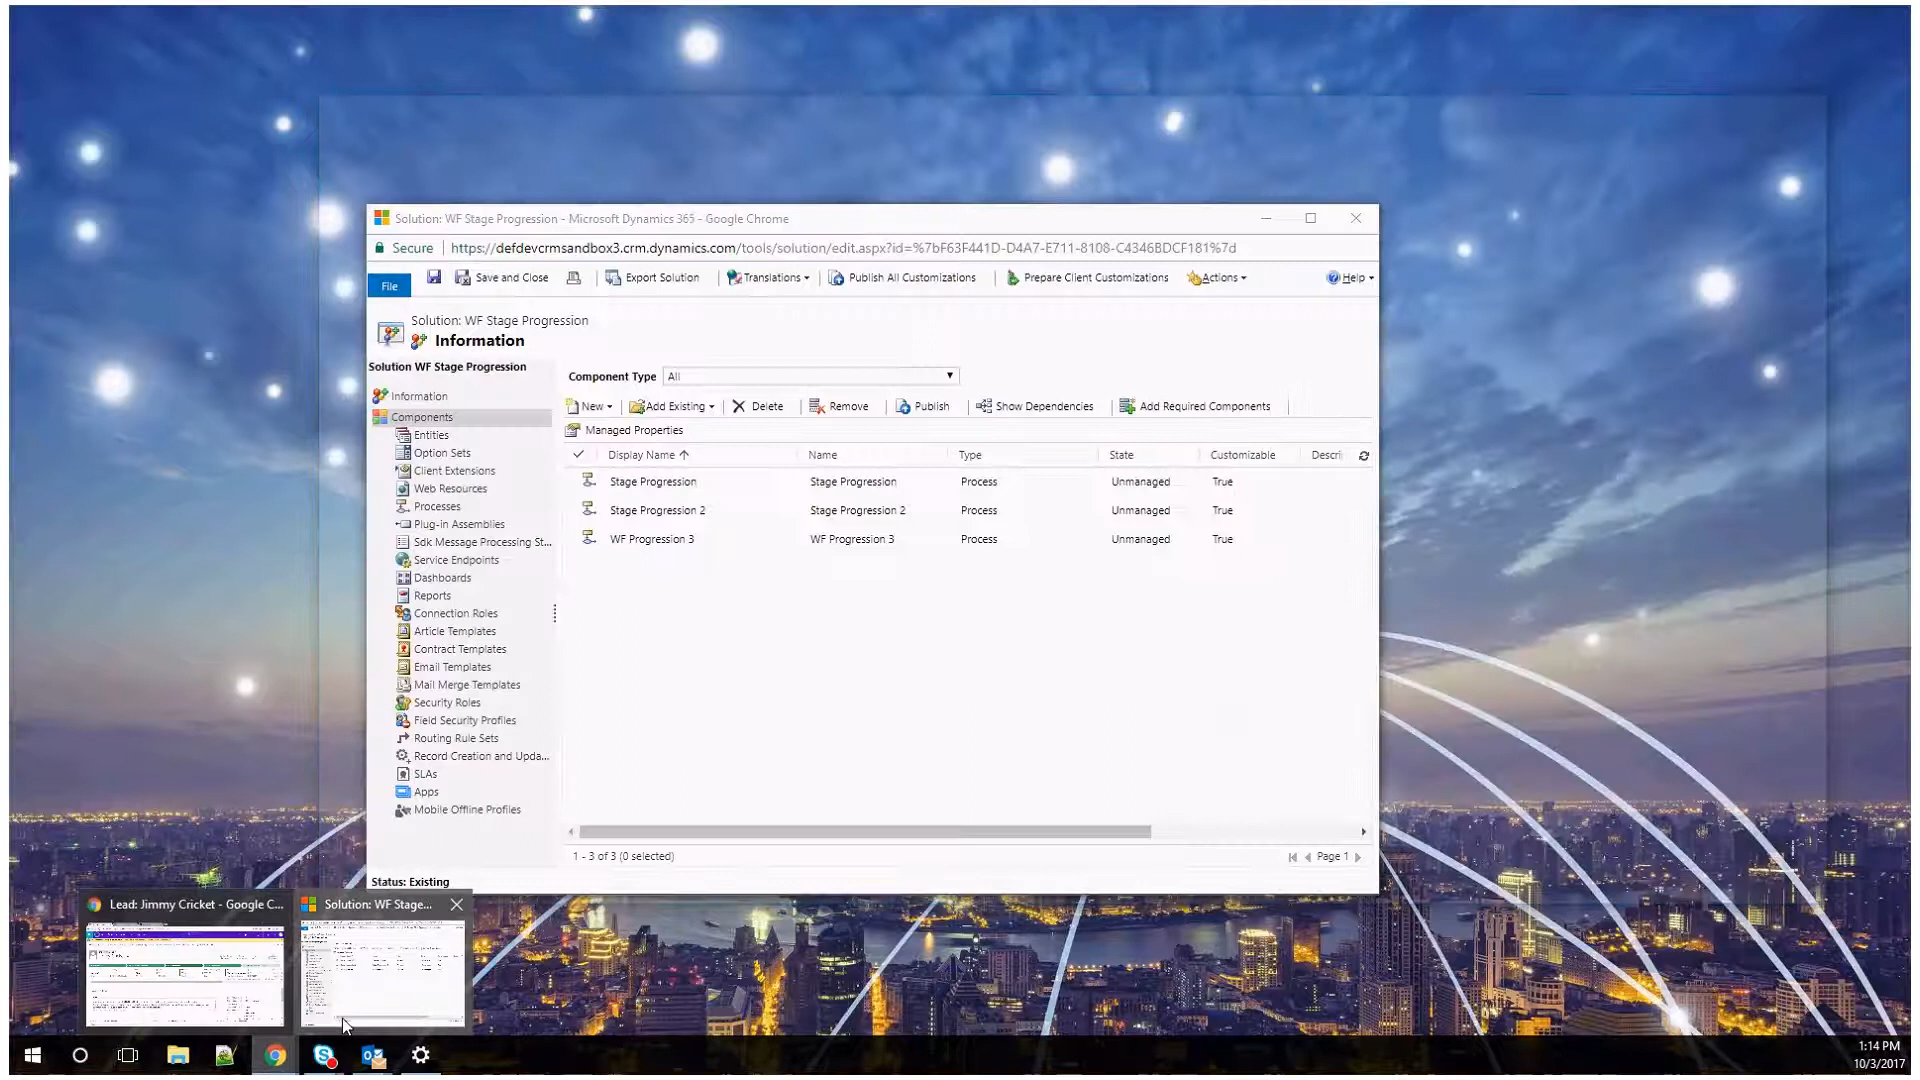 Solution: WF Stage Progression - Microsoft Dynamics 365 - Google Chrome
Secure https://defdevcrmsandbox3.crm.dynamics.com/tools/solution/edit.aspx?id=%7bF63F441D-D4A7-E711-8108-C4346BDCF181%7d
File Save and Close Export Solution Translations Publish All Customizations Prepare Client Customizations Actions Help
Solution: WF Stage Progression
Information
Solution WF Stage Progression
Information
Components
Entities
Option Sets
Client Extensions
Web Resources
Processes
Plug-in Assemblies
Sdk Message Processing St...
Service Endpoints
Dashboards
Reports
Connection Roles
Article Templates
Contract Templates
Email Templates
Mail Merge Templates
Security Roles
Field Security Profiles
Routing Rule Sets
Record Creation and Upda...
SLAs
Apps
Mobile Offline Profiles
Component Type All
New Add Existing Delete Remove Publish Show Dependencies Add Required Components
Managed Properties
Display Name Name Type State Customizable Descri
Stage Progression Stage Progression Process Unmanaged True
Stage Progression 2 Stage Progression 2 Process Unmanaged True
WF Progression 3 WF Progression 3 Process Unmanaged True
1 - 3 of 3 (0 selected) Page 1
Status: Existing
Lead: Jimmy Cricket - Google C... Solution: WF Stage...
1:14 PM
10/3/2017